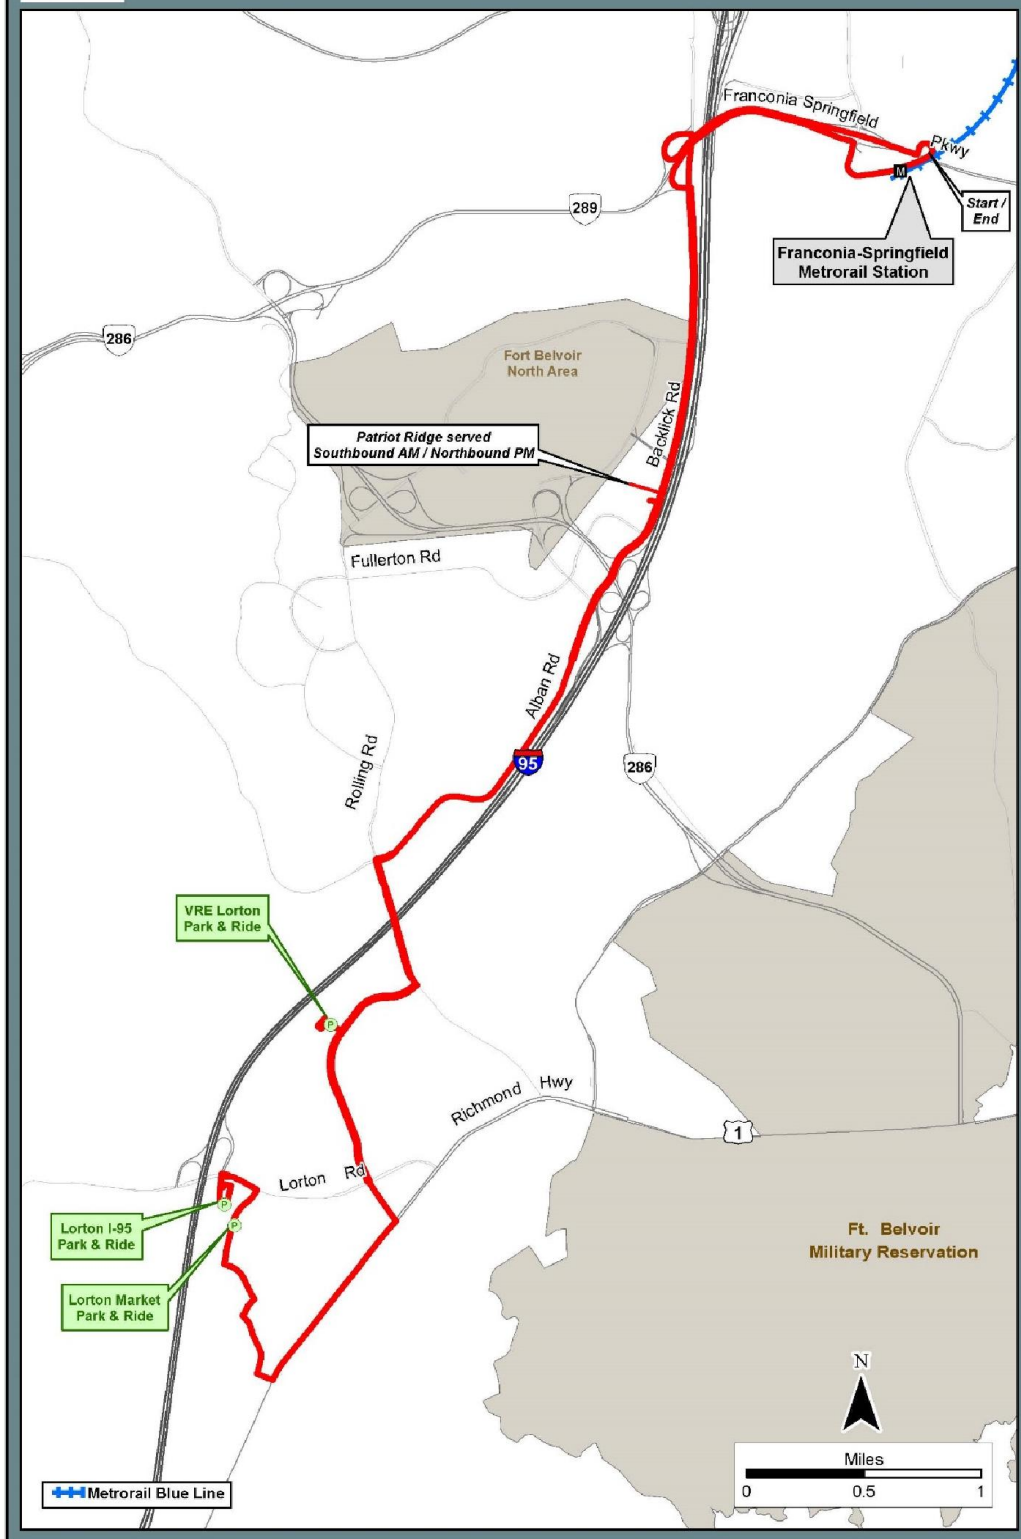 Franconia Springfield
Pkwy
M
Start /
End
289
Franconia-Springfield
Metrorail Station
286
Fort Belvoir
North Area
Backlick Rd
Patriot Ridge served
Southbound AM / Northbound PM
Fullerton Rd
Alban Rd
Rolling Rd
95
286
VRE Lorton
Park & Ride
P
Richmond Hwy
1
Lorton Rd
P
Lorton I-95
Park & Ride
P
Ft. Belvoir
Military Reservation
Lorton Market
Park & Ride
N
Miles
0 0.5 1
Metrorail Blue Line